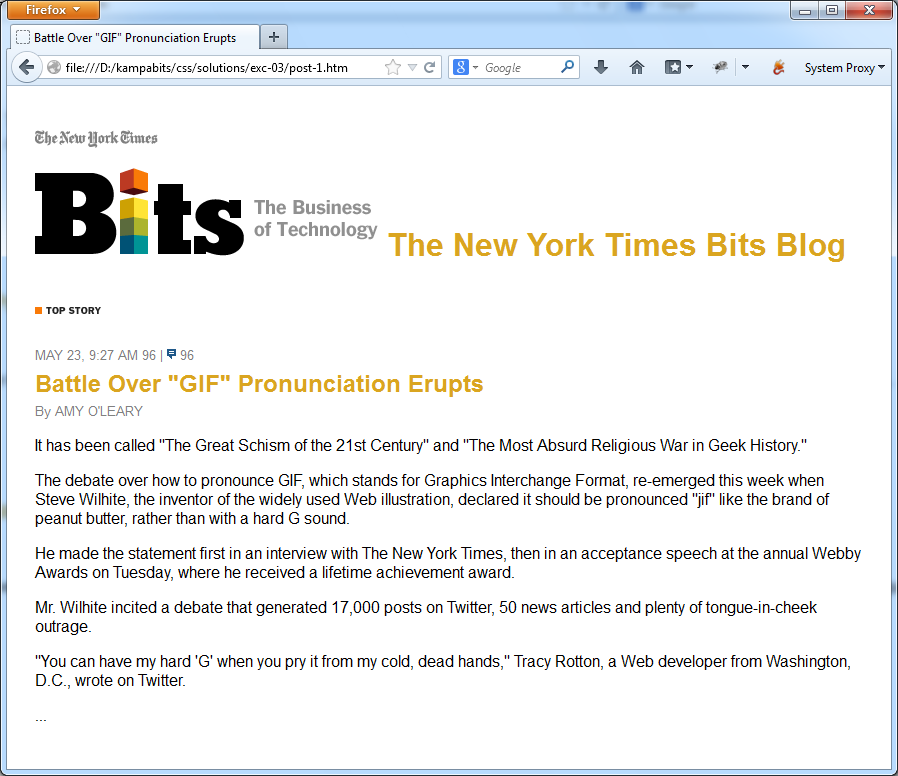 Firefox
Battle Over "GIF" Pronunciation Erupts
file:///D:/kampabits/css/solutions/exc-03/post-1.htm
Google
System Proxy
The New York Times
Bits
The Business
of Technology
The New York Times Bits Blog
TOP STORY
MAY 23, 9:27 AM 96 | 96
Battle Over "GIF" Pronunciation Erupts
By AMY O'LEARY
It has been called "The Great Schism of the 21st Century" and "The Most Absurd Religious War in Geek History."
The debate over how to pronounce GIF, which stands for Graphics Interchange Format, re-emerged this week when
Steve Wilhite, the inventor of the widely used Web illustration, declared it should be pronounced "jif" like the brand of
peanut butter, rather than with a hard G sound.
He made the statement first in an interview with The New York Times, then in an acceptance speech at the annual Webby
Awards on Tuesday, where he received a lifetime achievement award.
Mr. Wilhite incited a debate that generated 17,000 posts on Twitter, 50 news articles and plenty of tongue-in-cheek
outrage.
"You can have my hard 'G' when you pry it from my cold, dead hands," Tracy Rotton, a Web developer from Washington,
D.C., wrote on Twitter.
...